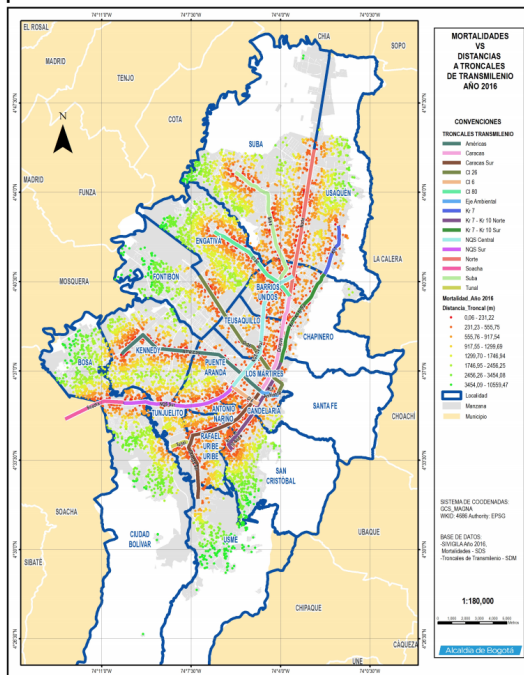 MORTALIDADES
VS
DISTANCIAS
A TRONCALES
DE TRANSMILENIO
AÑO 2016
CONVENCIONES
TRONCALES TRANSMILENIO
Américas
Caracas
Caracas Sur
Cl 26
Cl 6
Cl 80
Eje Ambiental
Kr 7
Kr 7 - Kr 10 Norte
Kr 7 - Kr 10 Sur
NQS Central
NQS Sur
Norte
Soacha
Suba
Tunal
Mortalidad_Año 2016
Distancia_Troncal (m)
0,06 - 231,22
231,23 - 555,75
555,76 - 917,54
917,55 - 1299,69
1299,70 - 1746,94
1746,95 - 2456,25
2456,26 - 3454,08
3454,09 - 10559,47
Localidad
Manzana
Municipio
SISTEMA DE COODENADAS:
GCS_MAGNA
WKID: 4686 Authority: EPSG
BASE DE DATOS:
-SIVIGILA Año 2016,
Mortalidades - SDS
-Troncales de Transmilenio - SDM
1:180,000
Alcaldía de Bogotá
EL ROSAL
CHIA
SOPO
MADRID
TENJO
COTA
N
SUBA
MADRID
FUNZA
USAQUEN
ENGATIVA
LA CALERA
FONTIBON
MOSQUERA
BARRIOS
UNIDOS
TEUSAQUILLO
CHAPINERO
KENNEDY
BOSA
PUENTE
ARANDA
LOS MÁRTIRES
CANDELARIA
SANTA FE
CHOACHI
TUNJUELITO
ANTONIO
NARIÑO
RAFAEL
URIBE
URIBE
SAN
CRISTÓBAL
SOACHA
CIUDAD
BOLÍVAR
USME
UBAQUE
SIBATÉ
CHIPAQUE
CÁQUEZA
UNE